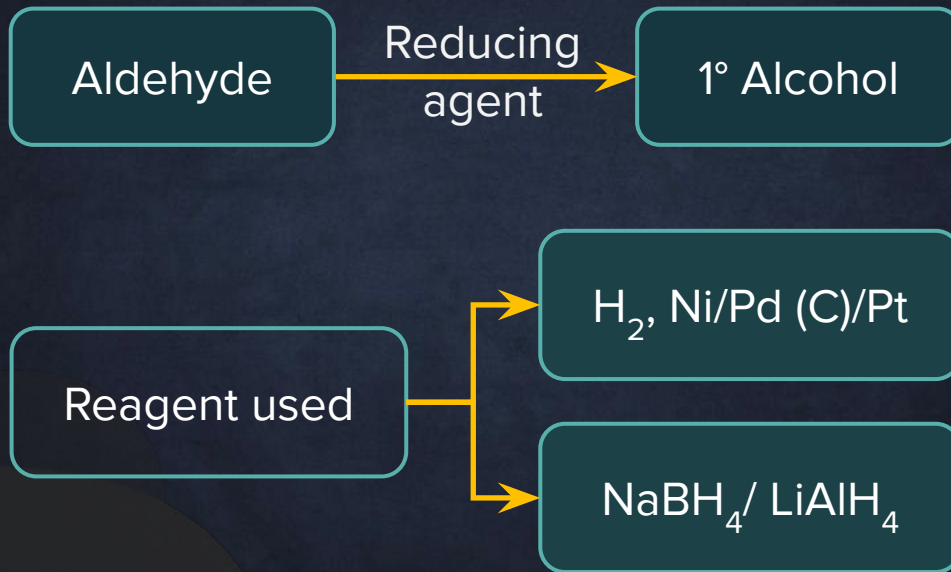 Aldehyde
Reducing
agent
1° Alcohol
Reagent used
H₂, Ni/Pd (C)/Pt
NaBH₄/ LiAlH₄